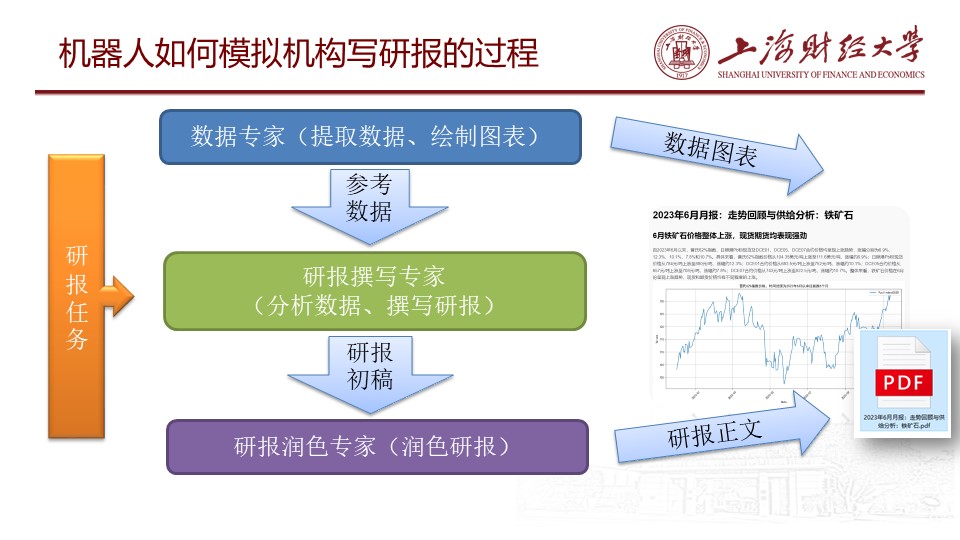 机器人如何模拟机构写研报的过程
上海财经大学
SHANGHAI UNIVERSITY OF FINANCE AND ECONOMICS
1917
研报任务
数据专家（提取数据、绘制图表）
参考
数据
研报撰写专家
（分析数据、撰写研报）
研报
初稿
研报润色专家（润色研报）
数据图表
2023年6月月报：走势回顾与供给分析：铁矿石
6月铁矿石价格整体上涨，现货期货均表现强劲
研报正文
PDF
2023年6月月报：走势回顾与供
给分析：铁矿石.pdf